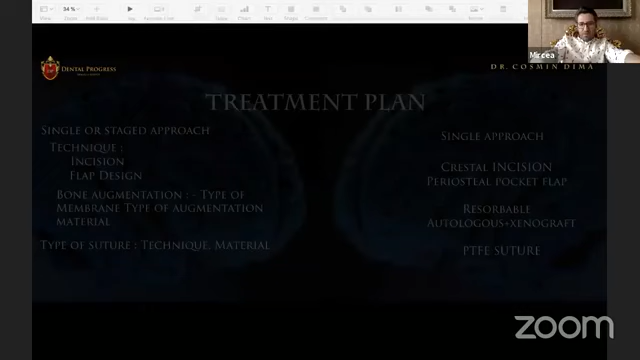 34 %
Mircea
DENTAL PROGRESS
DR. COSMIN DIMA
TREATMENT PLAN
SINGLE OR STAGED APPROACH
TECHNIQUE :
INCISION
FLAP DESIGN
BONE AUGMENTATION : - TYPE OF
MEMBRANE TYPE OF AUGMENTATION
MATERIAL
TYPE OF SUTURE : TECHNIQUE, MATERIAL
SINGLE APPROACH
CRESTAL INCISION
PERIOSTEAL POCKET FLAP
RESORBABLE
AUTOLOGOUS+XENOGRAFT
PTFE SUTURE
zoom